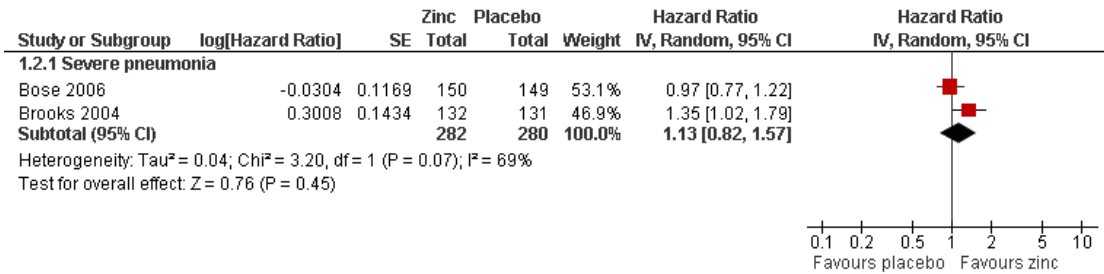 Zinc Placebo Hazard Ratio Hazard Ratio
Study or Subgroup log[Hazard Ratio] SE Total Total Weight IV, Random, 95% CI IV, Random, 95% CI
1.2.1 Severe pneumonia
Bose 2006 -0.0304 0.1169 150 149 53.1% 0.97 [0.77, 1.22]
Brooks 2004 0.3008 0.1434 132 131 46.9% 1.35 [1.02, 1.79]
Subtotal (95% CI) 282 280 100.0% 1.13 [0.82, 1.57]
Heterogeneity: Tau² = 0.04; Chi² = 3.20, df = 1 (P = 0.07); I² = 69%
Test for overall effect: Z = 0.76 (P = 0.45)
0.1 0.2 0.5 1 2 5 10
Favours placebo Favours zinc